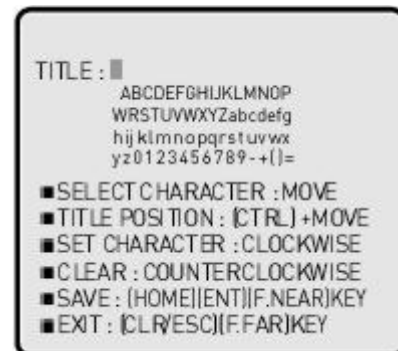 TITLE :
ABCDEFGHIJKLMNOP
WRSTUVWXYZabcdefg
hijklmnopqrstuvwx
yz0123456789-+()=
■SELECT CHARACTER : MOVE
■TITLE POSITION : (CTRL) +MOVE
■SET CHARACTER : CLOCKWISE
■CLEAR : COUNTERCLOCKWISE
■SAVE : (HOME)(ENT)(F.NEAR)KEY
■EXIT : (CLR/ESC)(F.FAR)KEY